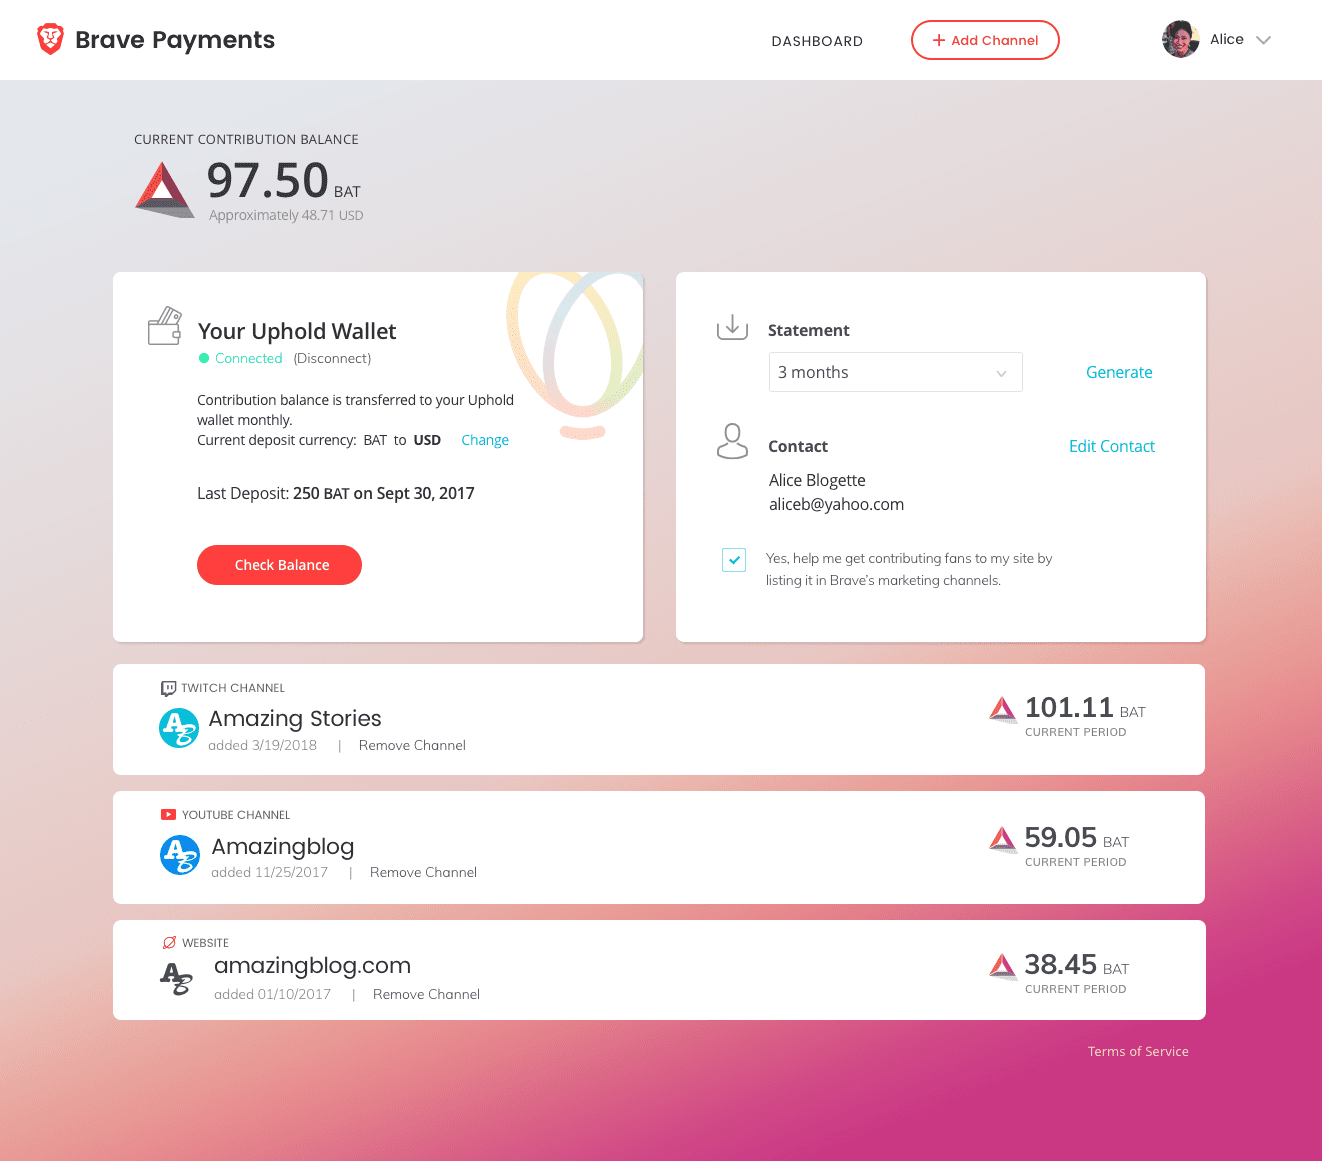 Brave Payments
DASHBOARD
+ Add Channel
Alice
CURRENT CONTRIBUTION BALANCE
97.50 BAT
Approximately 48.71 USD
Your Uphold Wallet
Connected (Disconnect)
Contribution balance is transferred to your Uphold
wallet monthly.
Current deposit currency: BAT to USD Change
Last Deposit: 250 BAT on Sept 30, 2017
Check Balance
Statement
3 months
Generate
Contact
Edit Contact
Alice Blogette
aliceb@yahoo.com
Yes, help me get contributing fans to my site by
listing it in Brave’s marketing channels.
TWITCH CHANNEL
AB
Amazing Stories
added 3/19/2018 | Remove Channel
101.11 BAT
CURRENT PERIOD
YOUTUBE CHANNEL
AB
Amazingblog
added 11/25/2017 | Remove Channel
59.05 BAT
CURRENT PERIOD
WEBSITE
AB
amazingblog.com
added 01/10/2017 | Remove Channel
38.45 BAT
CURRENT PERIOD
Terms of Service